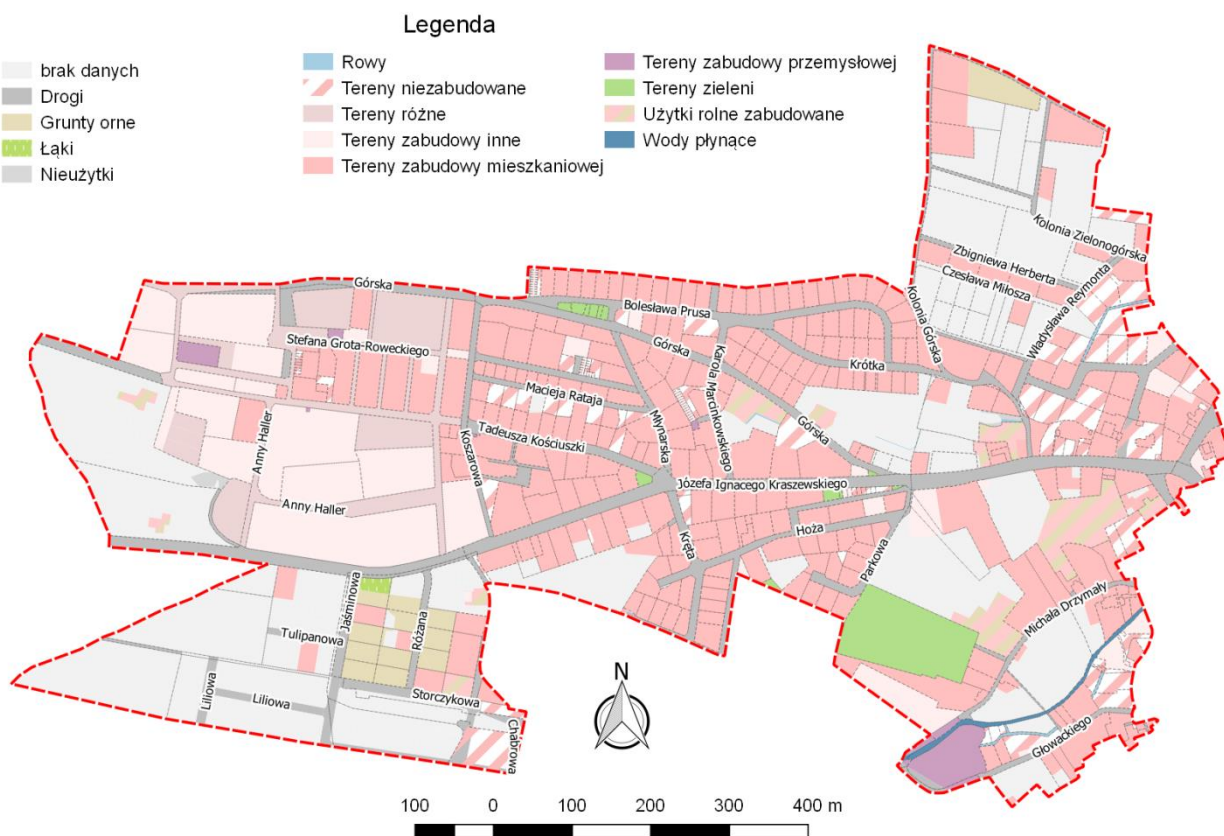 Legenda
brak danych
Drogi
Grunty orne
Łąki
Nieużytki
Rowy
Tereny niezabudowane
Tereny różne
Tereny zabudowy inne
Tereny zabudowy mieszkaniowej
Tereny zabudowy przemysłowej
Tereny zieleni
Użytki rolne zabudowane
Wody płynące
Kolonia Zielonogórska
Zbigniewa Herberta
Czesława Miłosza
Władysława Reymonta
Kolonia Górska
Górska
Bolesława Prusa
Stefana Grota-Roweckiego
Górska
Karola Marcinkowskiego
Krótka
Macieja Rataja
Młynarska
Górska
Anny Haller
Koszarowa
Tadeusza Kościuszki
Józefa Ignacego Kraszewskiego
Anny Haller
Hoża
Kręta
Parkowa
Jaśminowa
Różana
Michała Drzymały
Tulipanowa
Liliowa
Liliowa
Storczykowa
Chabrowa
Głowackiego
N
100 0 100 200 300 400 m